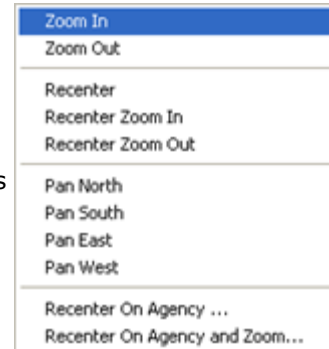 Zoom In
Zoom Out
Recenter
Recenter Zoom In
Recenter Zoom Out
s
Pan North
Pan South
Pan East
Pan West
Recenter On Agency ...
Recenter On Agency and Zoom...